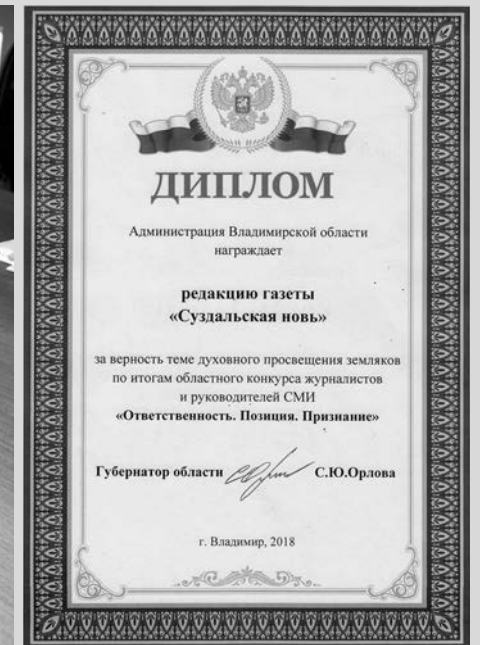 ДИПЛОМ
Администрация Владимирской области
награждает
редакцию газеты
«Суздальская новь»
за верность теме духовного просвещения земляков
по итогам областного конкурса журналистов
и руководителей СМИ
«Ответственность. Позиция. Признание»
Губернатор области С.Ю.Орлова
г. Владимир, 2018